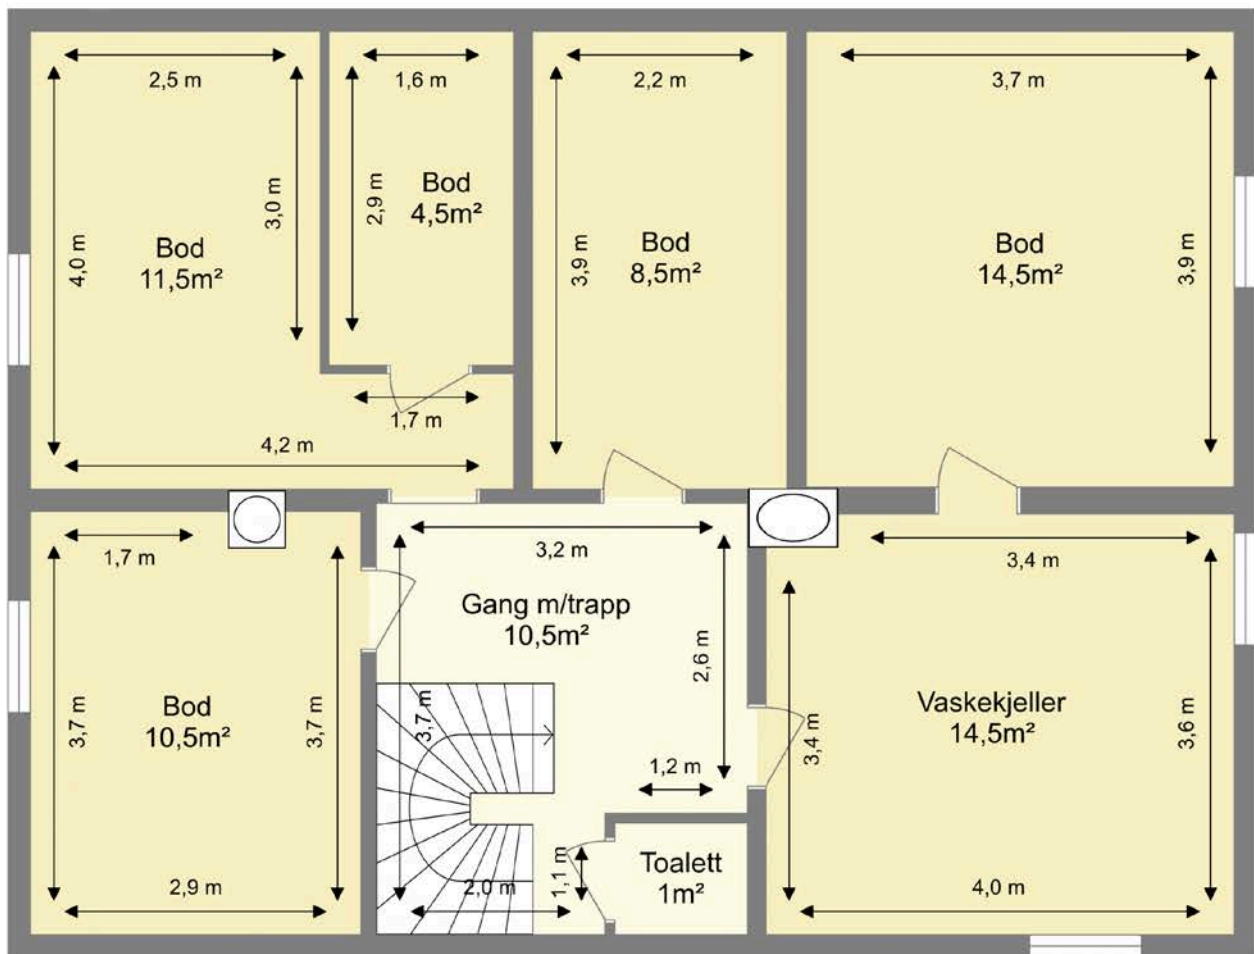 2,5 m
1,6 m
2,2 m
3,7 m
4,0 m
3,0 m
2,9 m
3,9 m
3,9 m
Bod
11,5m²
Bod
4,5m²
Bod
8,5m²
Bod
14,5m²
1,7 m
4,2 m
1,7 m
3,2 m
3,4 m
Gang m/trapp
10,5m²
2,6 m
3,7 m
Bod
10,5m²
3,7 m
3,7 m
3,4 m
Vaskekjeller
14,5m²
3,6 m
1,2 m
2,9 m
2,0 m
1,1 m
Toalett
1m²
4,0 m